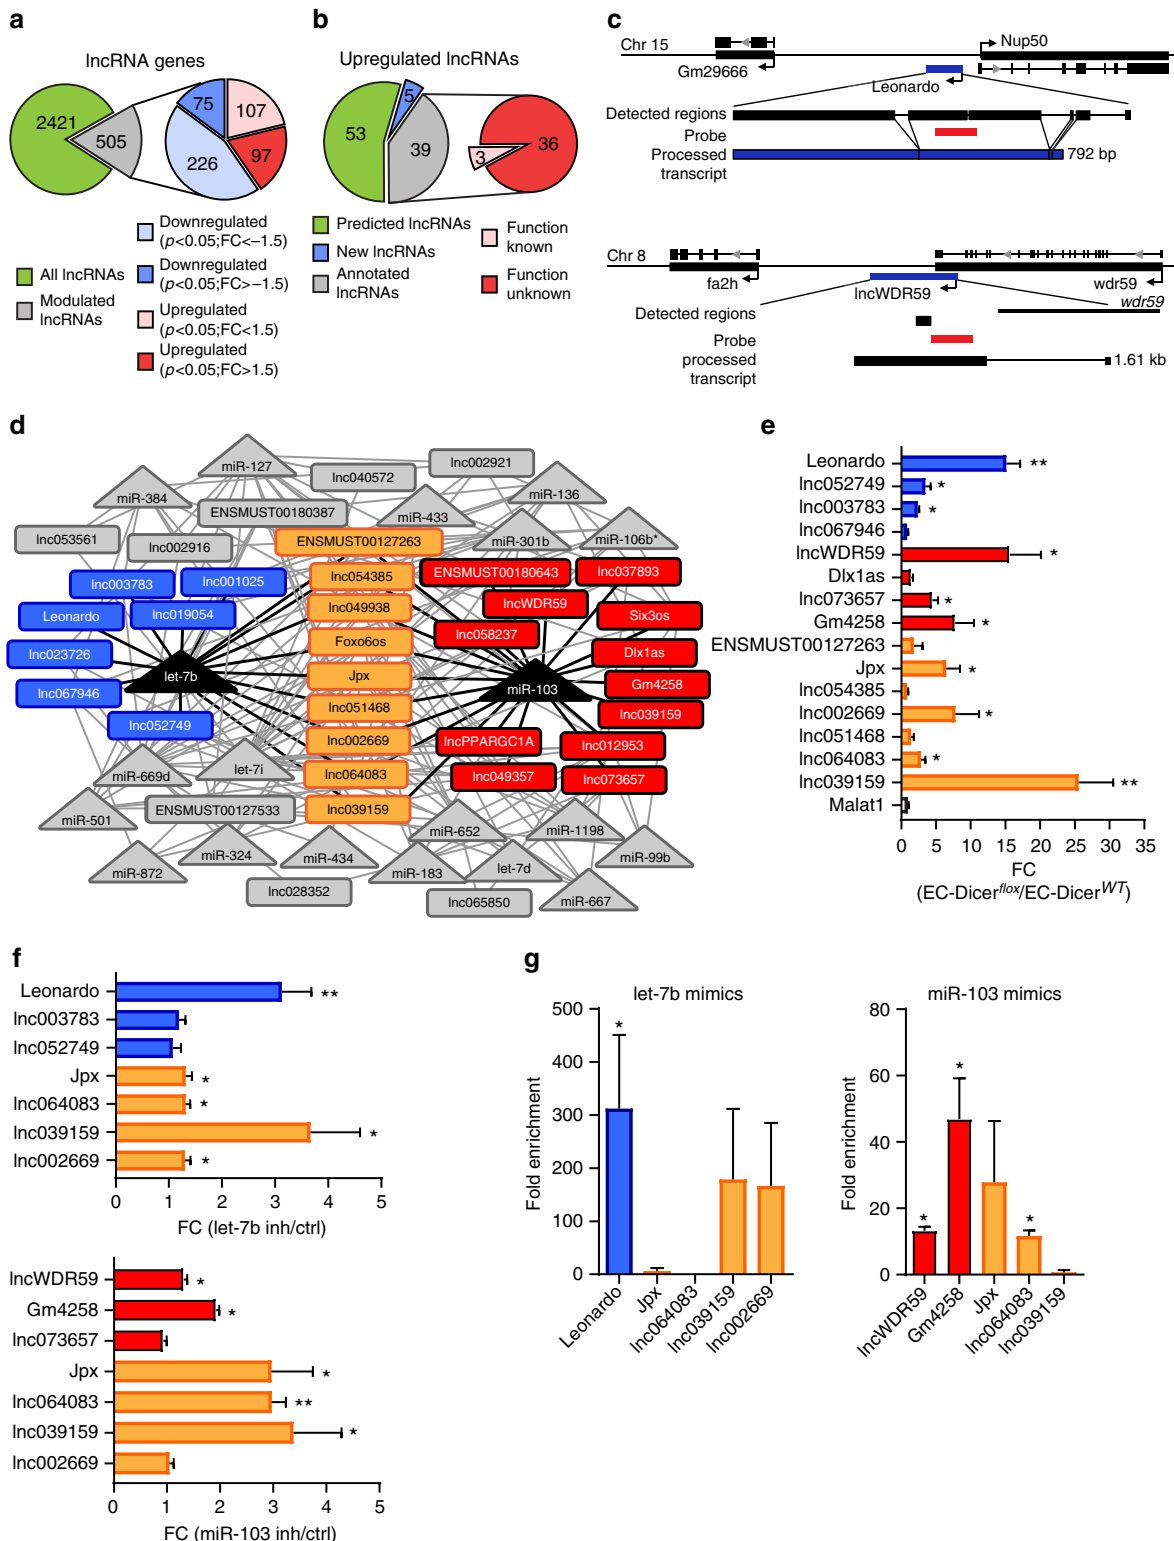 a
lncRNA genes
2421
505
75
107
226
97
All lncRNAs
Modulated
lncRNAs
Downregulated
(p<0.05;FC<−1.5)
Downregulated
(p<0.05;FC>−1.5)
Upregulated
(p<0.05;FC<1.5)
Upregulated
(p<0.05;FC>1.5)
b
Upregulated lncRNAs
53
5
39
3
36
Predicted lncRNAs
New lncRNAs
Annotated
lncRNAs
Function
known
Function
unknown
c
Chr 15
Gm29666
Nup50
Leonardo
Detected regions
Probe
Processed
transcript
792 bp
Chr 8
fa2h
lncWDR59
wdr59
wdr59
Detected regions
Probe
processed
transcript
1.61 kb
d
miR-127
lnc002921
lnc040572
miR-384
miR-136
ENSMUST00180387
miR-433
lnc053561
lnc002916
ENSMUST00127263
miR-301b
miR-106b*
lnc003783
lnc001025
lnc054385
ENSMUST00180643
lnc037893
Leonardo
lnc019054
lnc049938
lncWDR59
Six3os
lnc023726
Foxo6os
lnc058237
Dlx1as
let-7b
Jpx
miR-103
Gm4258
lnc067946
lnc051468
lnc039159
lnc052749
lnc002669
lncPPARGC1A
lnc012953
miR-669d
let-7i
lnc064083
lnc049357
lnc073657
ENSMUST00127533
lnc039159
miR-501
miR-652
miR-1198
miR-324
miR-434
miR-99b
miR-872
miR-183
let-7d
lnc028352
lnc065850
miR-667
e
Leonardo
**
lnc052749
*
lnc003783
*
lnc067946
lncWDR59
*
Dlx1as
lnc073657
*
Gm4258
*
ENSMUST00127263
Jpx
*
lnc054385
lnc002669
*
lnc051468
lnc064083
*
lnc039159
**
Malat1
0 5 10 15 20 25 30 35
FC
(EC-Dicerflox/EC-DicerWT)
f
Leonardo
**
lnc003783
lnc052749
Jpx
*
lnc064083
*
lnc039159
*
lnc002669
*
0 1 2 3 4 5
FC (let-7b inh/ctrl)
lncWDR59
*
Gm4258
*
lnc073657
Jpx
*
lnc064083
**
lnc039159
*
lnc002669
0 1 2 3 4 5
FC (miR-103 inh/ctrl)
g
let-7b mimics
Fold enrichment
500
400
300
200
100
0
*
Leonardo
Jpx
lnc064083
lnc039159
lnc002669
miR-103 mimics
Fold enrichment
80
60
40
20
0
*
*
*
lncWDR59
Gm4258
Jpx
lnc064083
lnc039159